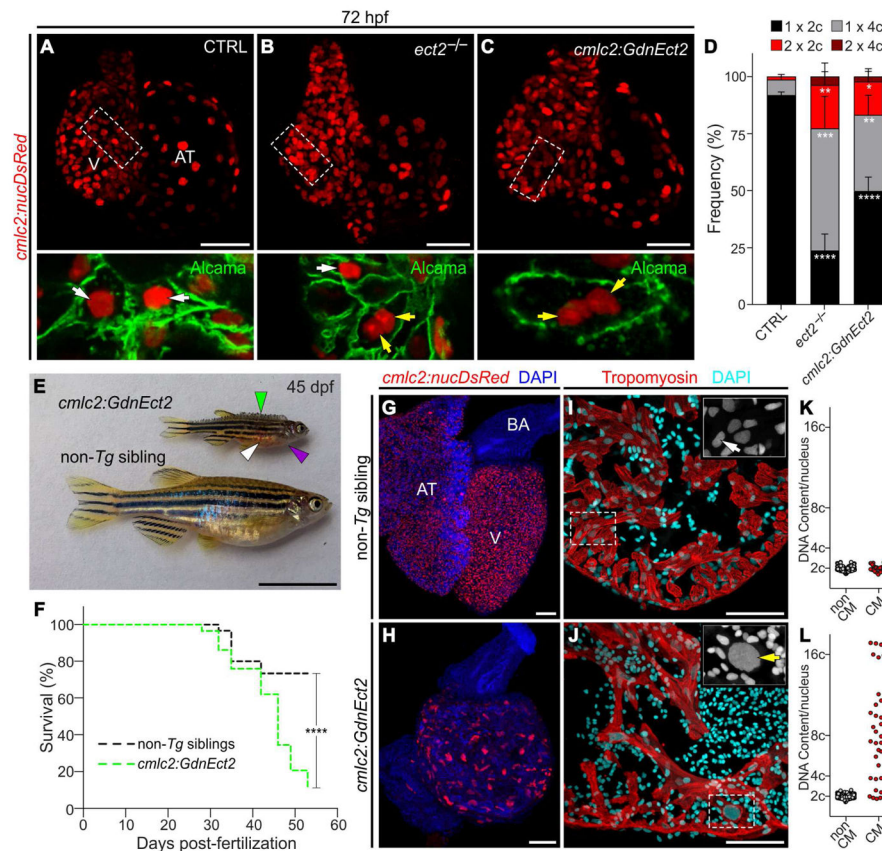 72 hpf
A
CTRL
B
ect2–/–
C
cmlc2:GdnEct2
cmlc2:nucDsRed
V
AT
Alcama
Alcama
Alcama
D
1 x 2c
1 x 4c
2 x 2c
2 x 4c
Frequency (%)
100
75
50
25
0
**
***
****
*
**
****
CTRL
ect2–/–
cmlc2:GdnEct2
E
45 dpf
cmlc2:GdnEct2
non-Tg sibling
F
Survival (%)
100
80
60
40
20
0
non-Tg siblings
cmlc2:GdnEct2
****
0 10 20 30 40 50 60
Days post-fertilization
cmlc2:nucDsRed DAPI
Tropomyosin DAPI
non-Tg sibling
G
BA
AT
V
I
K
DNA Content/nucleus
16c
8c
4c
2c
non CM
CM
cmlc2:GdnEct2
H
J
L
DNA Content/nucleus
16c
8c
4c
2c
non CM
CM